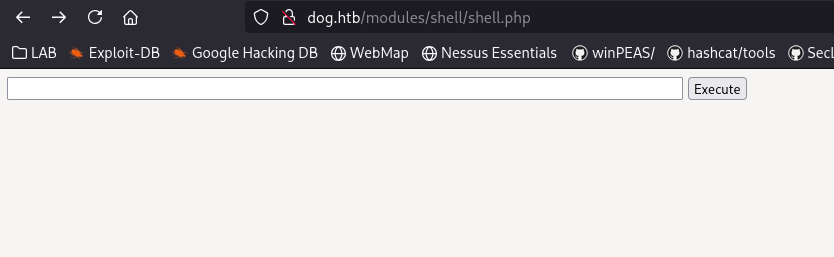 dog.htb/modules/shell/shell.php
LAB Exploit-DB Google Hacking DB WebMap Nessus Essentials winPEAS/ hashcat/tools SecL
Execute